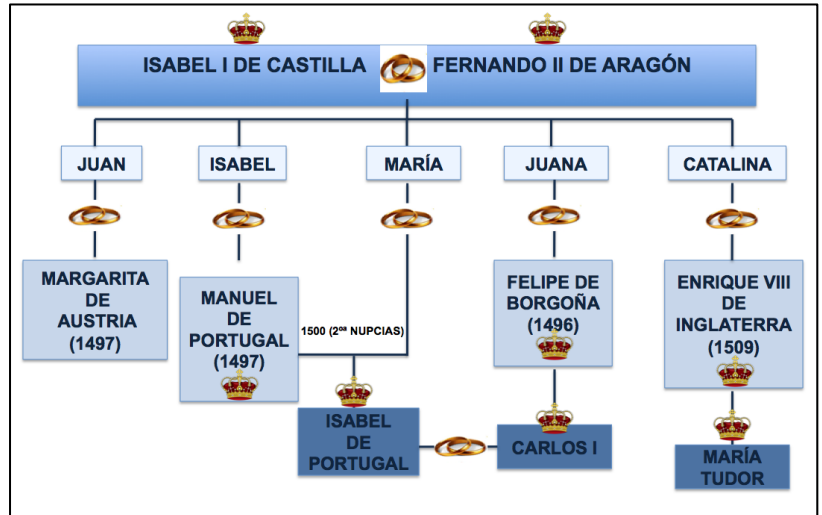 ISABEL I DE CASTILLA FERNANDO II DE ARAGÓN
JUAN ISABEL MARÍA JUANA CATALINA
MARGARITA
DE
AUSTRIA
(1497)
MANUEL
DE
PORTUGAL
(1497)
1500 (2ªˢ NUPCIAS)
FELIPE DE
BORGOÑA
(1496)
ENRIQUE VIII
DE
INGLATERRA
(1509)
ISABEL
DE
PORTUGAL
CARLOS I
MARÍA
TUDOR